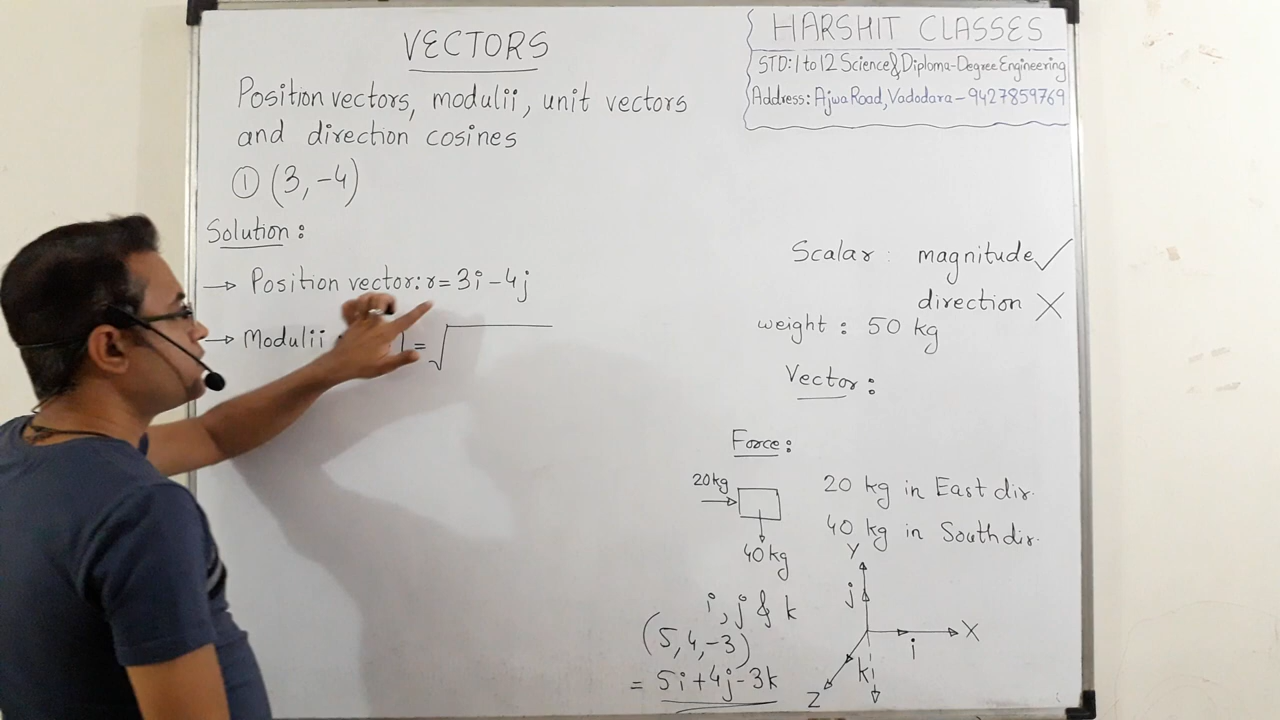 VECTORS
Position vectors, modulii, unit vectors
and direction cosines
① (3, -4)
Solution :
→ Position vector: r = 3i - 4j
→ Modulii = √
HARSHIT CLASSES
STD: 1 to 12 Science & Diploma-Degree Engineering
Address: Ajwa Road, Vadodara - 9427859769
Scalar : magnitude ✓
direction ✗
weight : 50 kg
Vector :
Force :
20kg
40kg
20 kg in East dir.
40 kg in South dir.
i, j & k
(5, 4, -3)
= 5i + 4j - 3k
Y
j
X
i
k
Z